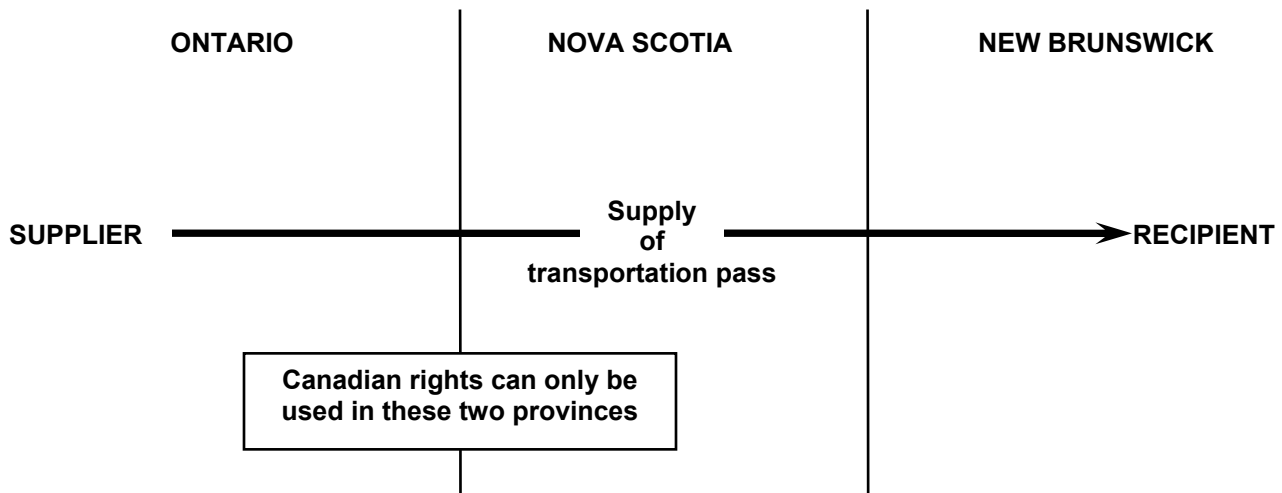 ONTARIO
NOVA SCOTIA
NEW BRUNSWICK
SUPPLIER
Supply
of
transportation pass
RECIPIENT
Canadian rights can only be
used in these two provinces